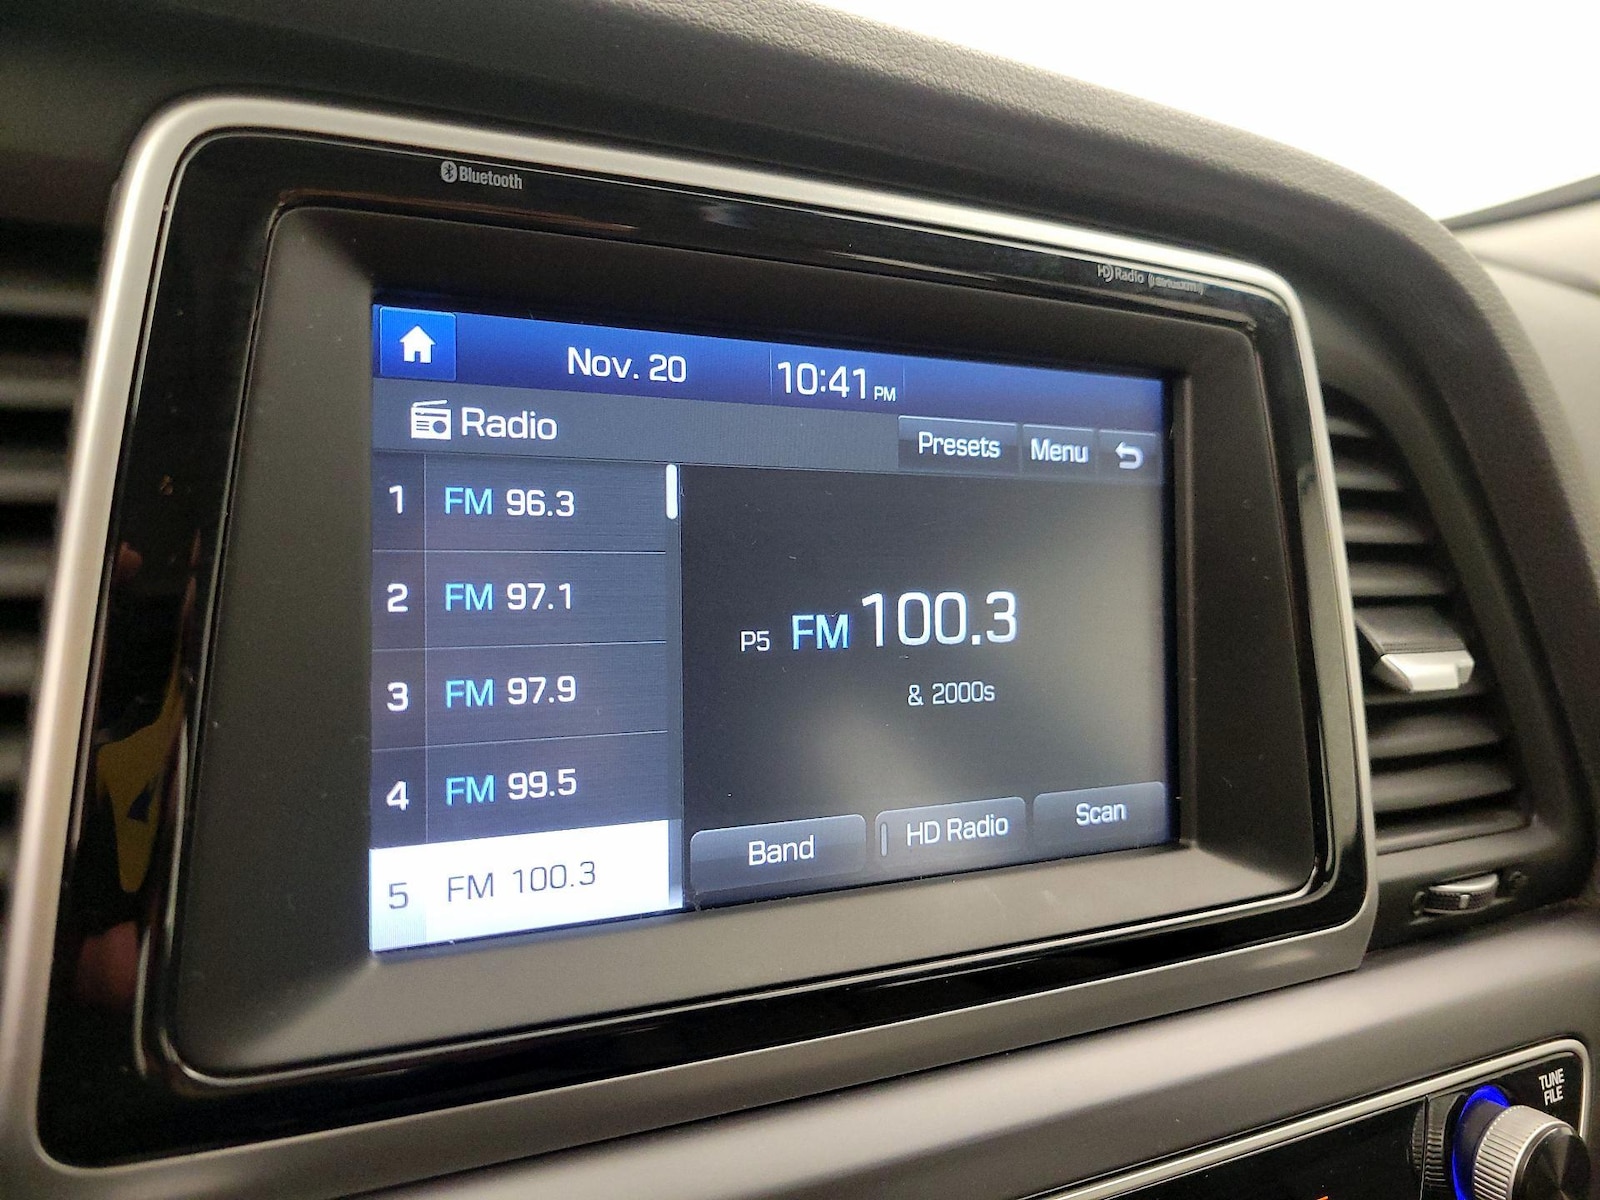 Bluetooth
HD Radio ((SiriusXM))
Nov. 20 10:41 PM
Radio
Presets Menu
1 FM 96.3
2 FM 97.1
3 FM 97.9
4 FM 99.5
5 FM 100.3
P5 FM 100.3
& 2000s
Band HD Radio Scan
TUNE
FILE